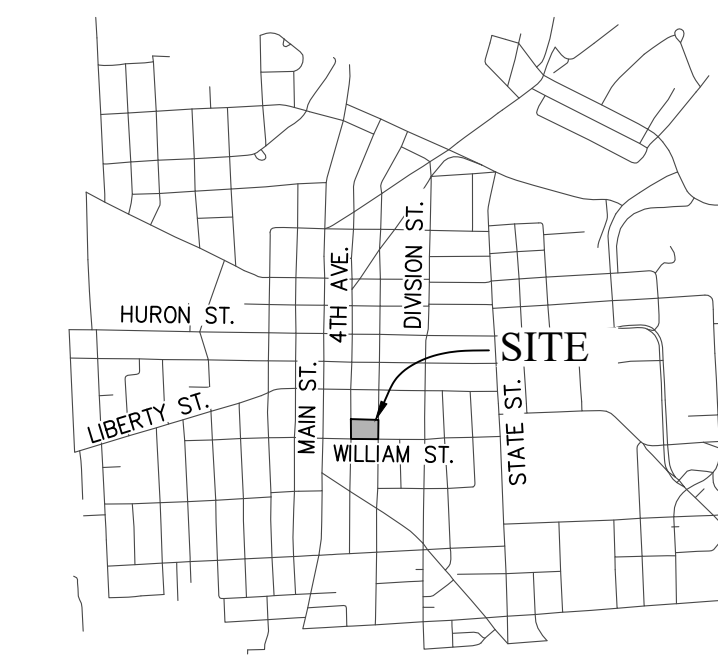 DIVISION ST.
4TH AVE.
HURON ST.
SITE
MAIN ST.
LIBERTY ST.
STATE ST.
WILLIAM ST.